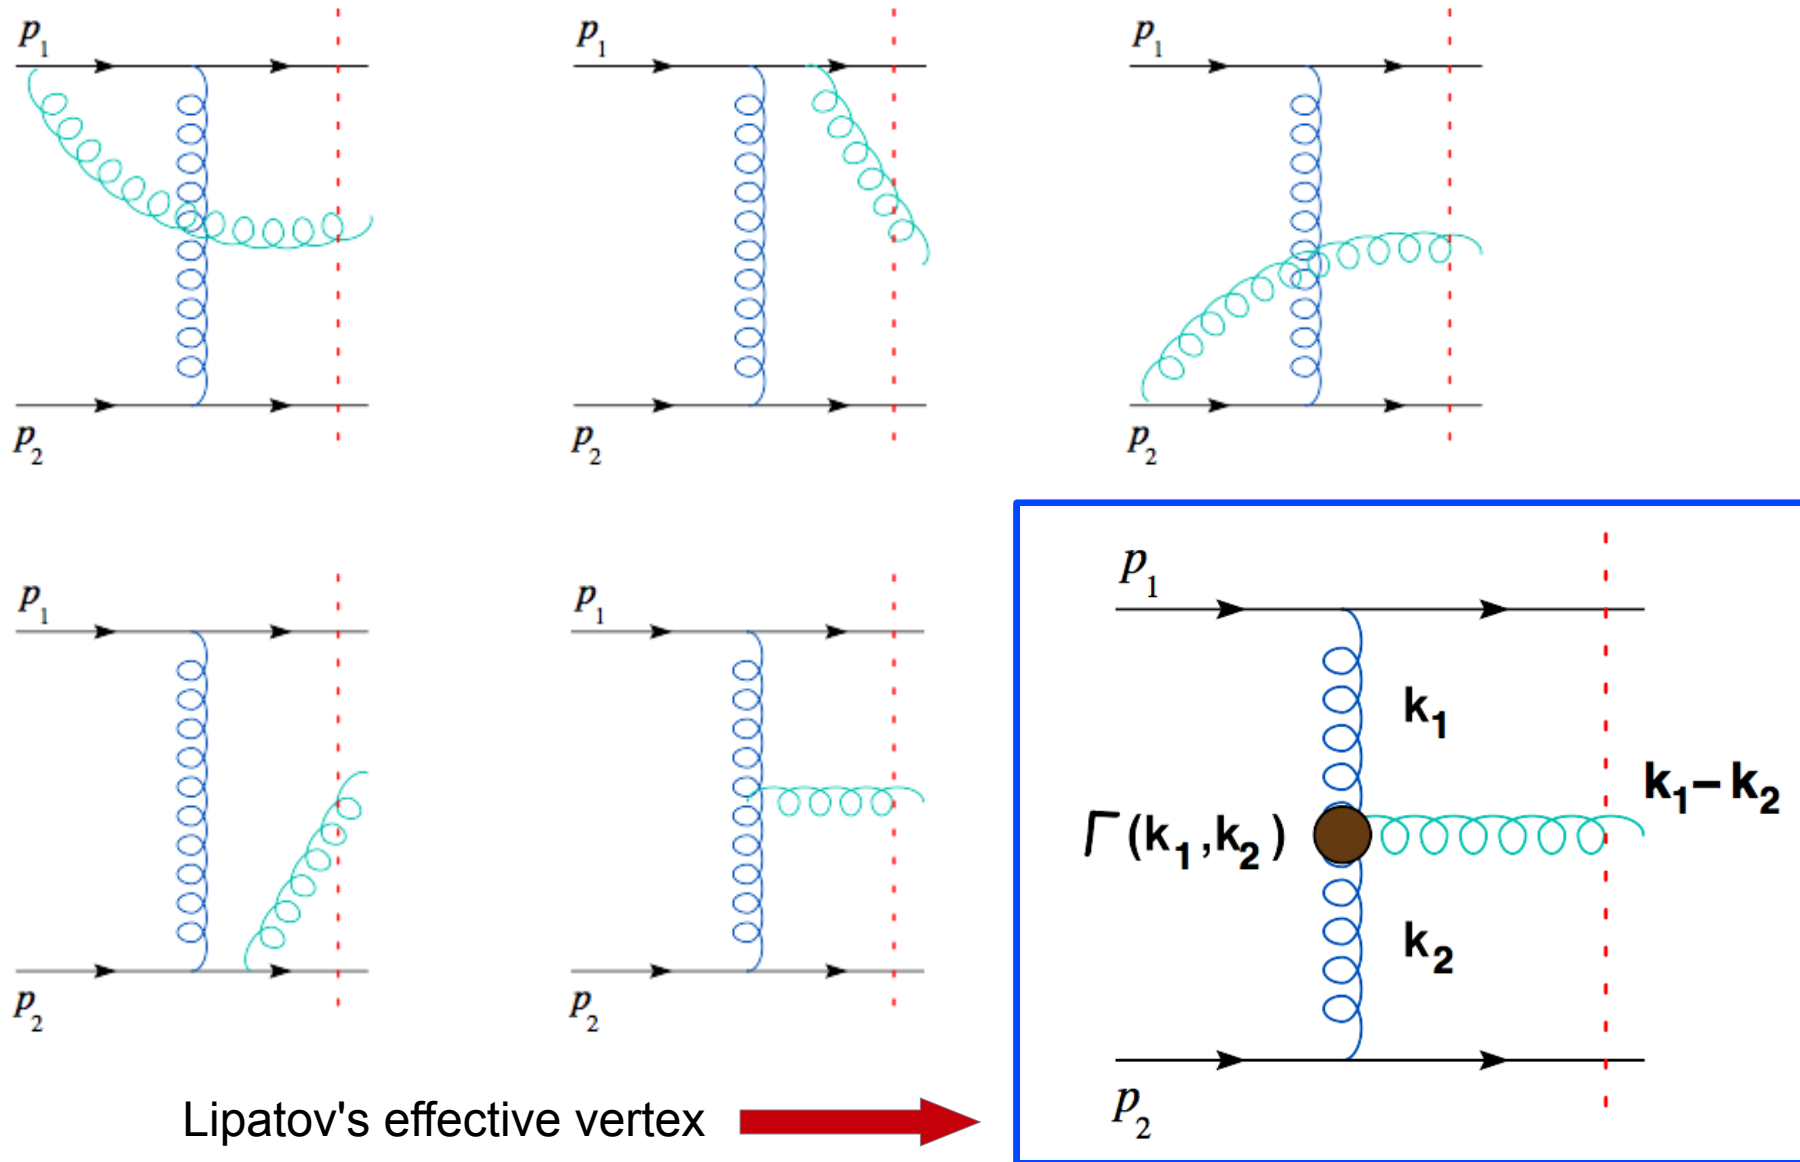 p₁
p₁
p₁
p₂
p₂
p₂
p₁
p₁
p₁
k₁
k₁−k₂
Γ(k₁,k₂)
k₂
p₂
p₂
p₂
Lipatov's effective vertex